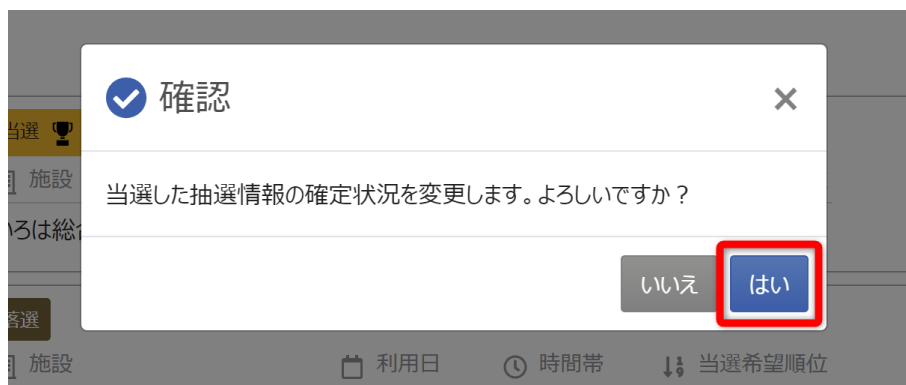 確認
当選
施設
当選した抽選情報の確定状況を変更します。よろしいですか？
いろは総合
いいえ
はい
落選
施設
利用日
時間帯
当選希望順位